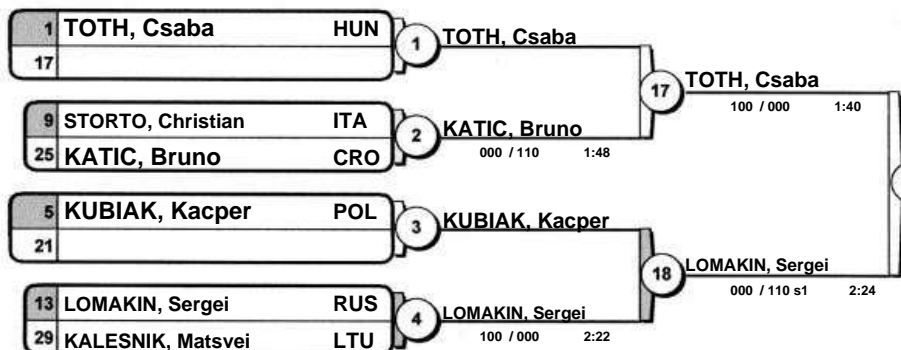 1 TOTH, Csaba HUN
17
1
TOTH, Csaba
9 STORTO, Christian ITA
25 KATIC, Bruno CRO
2
KATIC, Bruno
000 / 110 1:48
17
TOTH, Csaba
100 / 000 1:40
5 KUBIAK, Kacper POL
21
3
KUBIAK, Kacper
13 LOMAKIN, Sergei RUS
29 KALESNIK, Matsvei LTU
4
LOMAKIN, Sergei
100 / 000 2:22
18
LOMAKIN, Sergei
000 / 110 s1 2:24